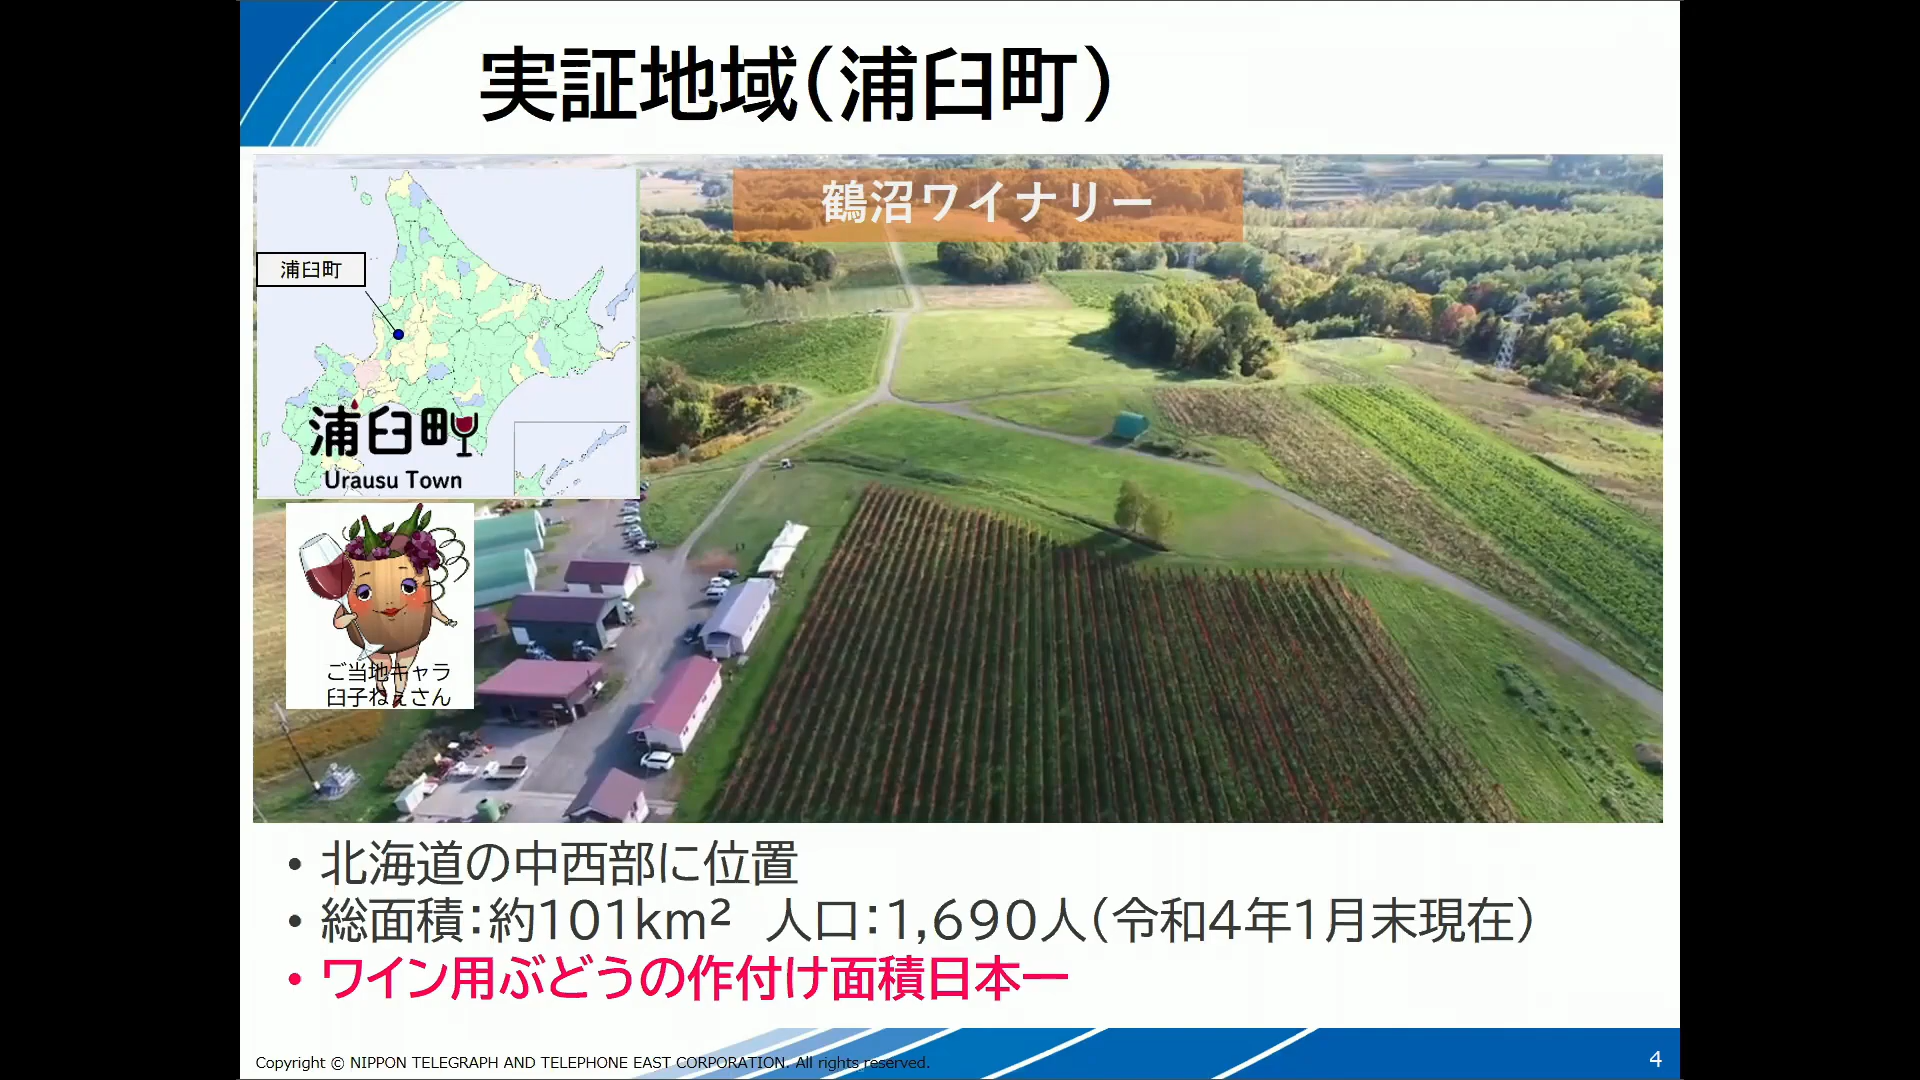 実証地域(浦臼町)
鶴沼ワイナリー
浦臼町
浦臼町
Urausu Town
ご当地キャラ
臼子ねぇさん
• 北海道の中西部に位置
• 総面積:約101km² 人口:1,690人(令和4年1月末現在)
• ワイン用ぶどうの作付け面積日本一
Copyright © NIPPON TELEGRAPH AND TELEPHONE EAST CORPORATION. All rights reserved.
4